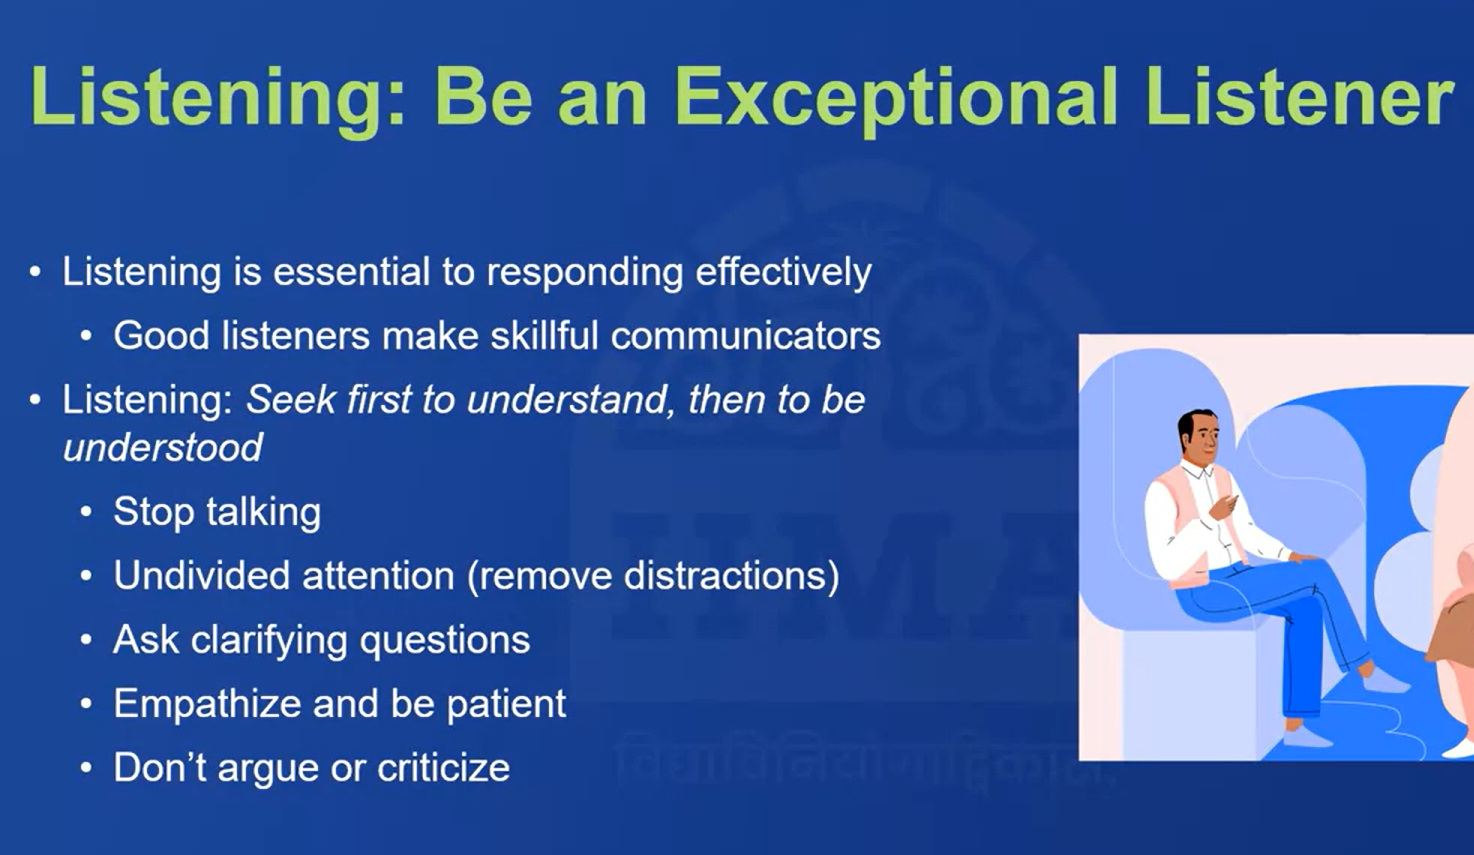 Listening: Be an Exceptional Listener
• Listening is essential to responding effectively
• Good listeners make skillful communicators
• Listening: Seek first to understand, then to be
understood
• Stop talking
• Undivided attention (remove distractions)
• Ask clarifying questions
• Empathize and be patient
• Don’t argue or criticize
IIMA